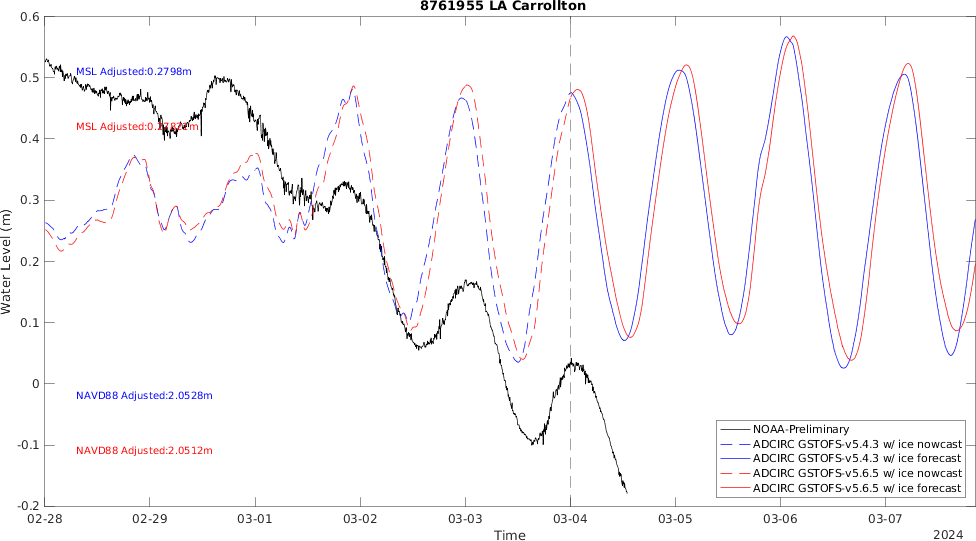 8761955 LA Carrollton
0.6
0.5
0.4
0.3
0.2
0.1
0
-0.1
-0.2
Water Level (m)
MSL Adjusted:0.2798m
MSL Adjusted:
NAVD88 Adjusted:2.0528m
NAVD88 Adjusted:2.0512m
NOAA-Preliminary
ADCIRC GSTOFS-v5.4.3 w/ ice nowcast
ADCIRC GSTOFS-v5.4.3 w/ ice forecast
ADCIRC GSTOFS-v5.6.5 w/ ice nowcast
ADCIRC GSTOFS-v5.6.5 w/ ice forecast
02-28 02-29 03-01 03-02 03-03 03-04 03-05 03-06 03-07
Time
2024